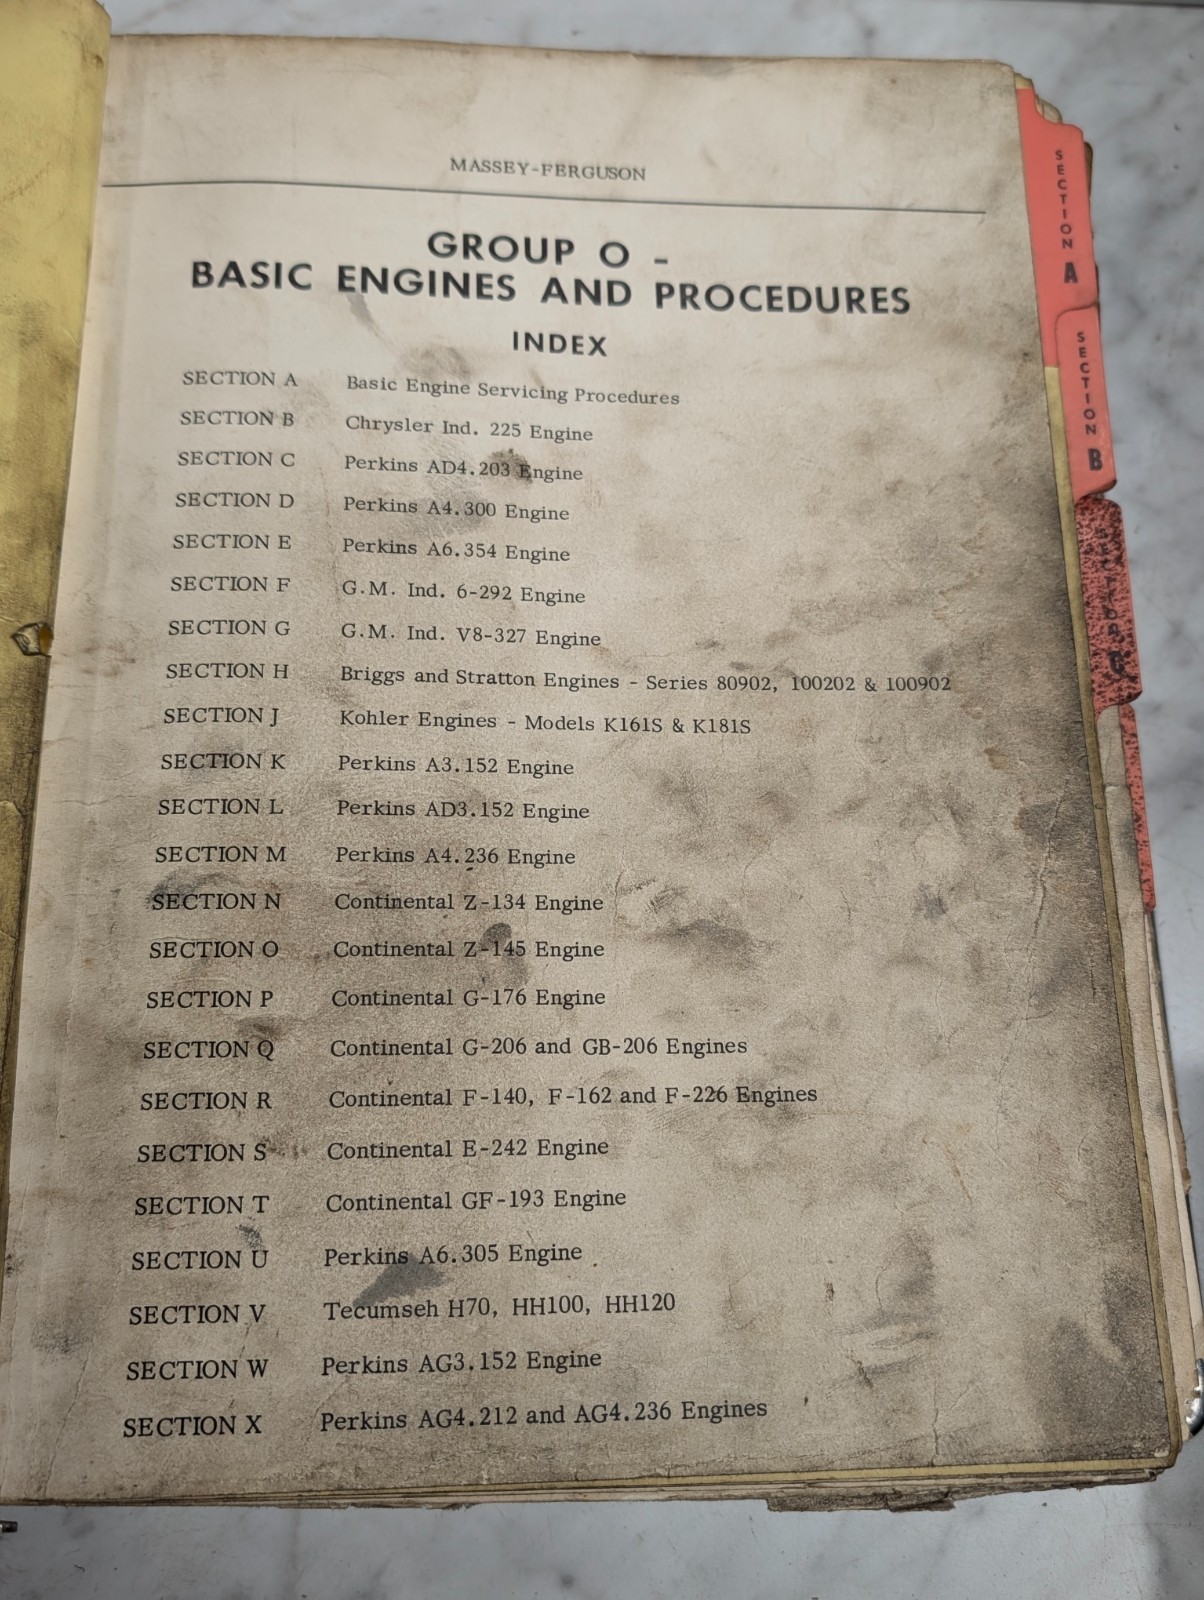 MASSEY-FERGUSON
GROUP O -
BASIC ENGINES AND PROCEDURES
INDEX
SECTION A Basic Engine Servicing Procedures
SECTION B Chrysler Ind. 225 Engine
SECTION C Perkins AD4.203 Engine
SECTION D Perkins A4.300 Engine
SECTION E Perkins A6.354 Engine
SECTION F G.M. Ind. 6-292 Engine
SECTION G G.M. Ind. V8-327 Engine
SECTION H Briggs and Stratton Engines - Series 80902, 100202 & 100902
SECTION J Kohler Engines - Models K161S & K181S
SECTION K Perkins A3.152 Engine
SECTION L Perkins AD3.152 Engine
SECTION M Perkins A4.236 Engine
SECTION N Continental Z-134 Engine
SECTION O Continental Z-145 Engine
SECTION P Continental G-176 Engine
SECTION Q Continental G-206 and GB-206 Engines
SECTION R Continental F-140, F-162 and F-226 Engines
SECTION S Continental E-242 Engine
SECTION T Continental GF-193 Engine
SECTION U Perkins A6.305 Engine
SECTION V Tecumseh H70, HH100, HH120
SECTION W Perkins AG3.152 Engine
SECTION X Perkins AG4.212 and AG4.236 Engines
SECTION A
SECTION B
SECTION C